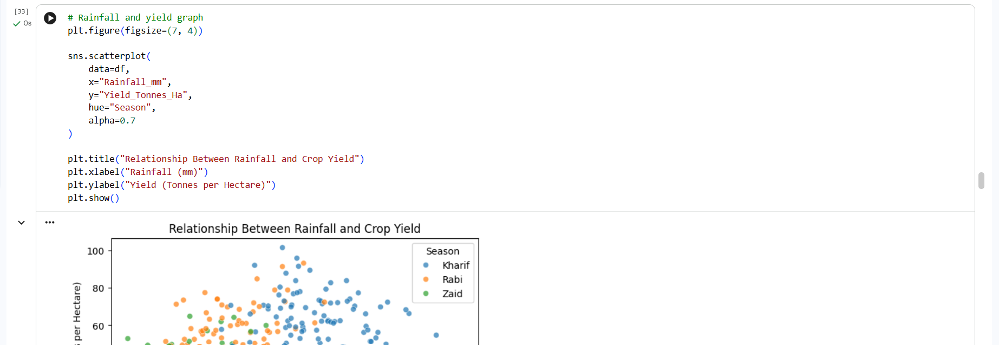 [33]
0s
# Rainfall and yield graph
plt.figure(figsize=(7, 4))
sns.scatterplot(
data=df,
x="Rainfall_mm",
y="Yield_Tonnes_Ha",
hue="Season",
alpha=0.7
)
plt.title("Relationship Between Rainfall and Crop Yield")
plt.xlabel("Rainfall (mm)")
plt.ylabel("Yield (Tonnes per Hectare)")
plt.show()
Relationship Between Rainfall and Crop Yield
100
80
60
per Hectare)
Season
Kharif
Rabi
Zaid